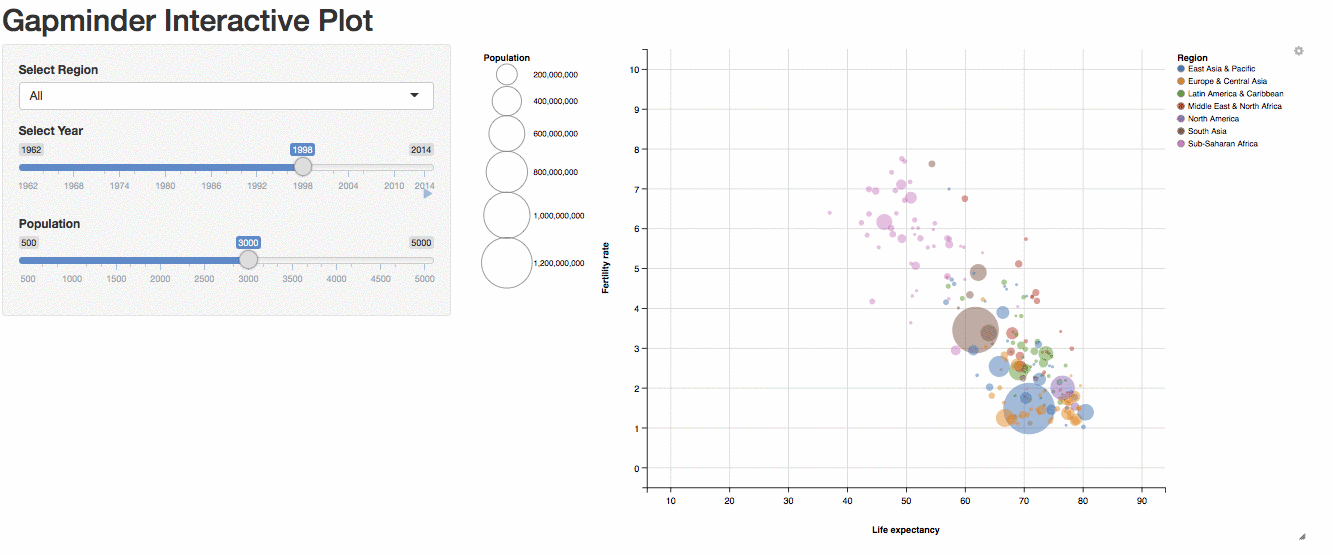 Gapminder Interactive Plot
Select Region
All
Select Year
1962 1998 2014
1962 1968 1974 1980 1986 1992 1998 2004 2010 2014
Population
500 3000 5000
500 1000 1500 2000 2500 3000 3500 4000 4500 5000
Population
200,000,000
400,000,000
600,000,000
800,000,000
1,000,000,000
1,200,000,000
Fertility rate
10
9
8
7
6
5
4
3
2
1
0
10 20 30 40 50 60 70 80 90
Life expectancy
Region
East Asia & Pacific
Europe & Central Asia
Latin America & Caribbean
Middle East & North Africa
North America
South Asia
Sub-Saharan Africa